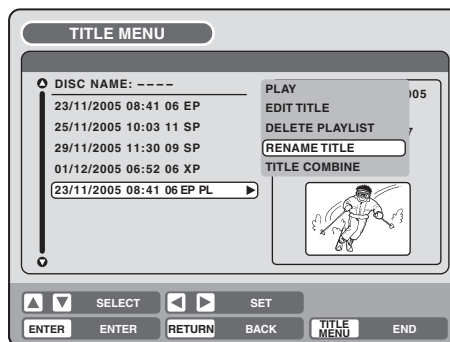 TITLE MENU
DISC NAME: ––––
23/11/2005 08:41 06 EP
25/11/2005 10:03 11 SP
29/11/2005 11:30 09 SP
01/12/2005 06:52 06 XP
23/11/2005 08:41 06 EP PL
PLAY
EDIT TITLE
DELETE PLAYLIST
RENAME TITLE
TITLE COMBINE
005
SELECT SET
ENTER ENTER RETURN BACK TITLE MENU END